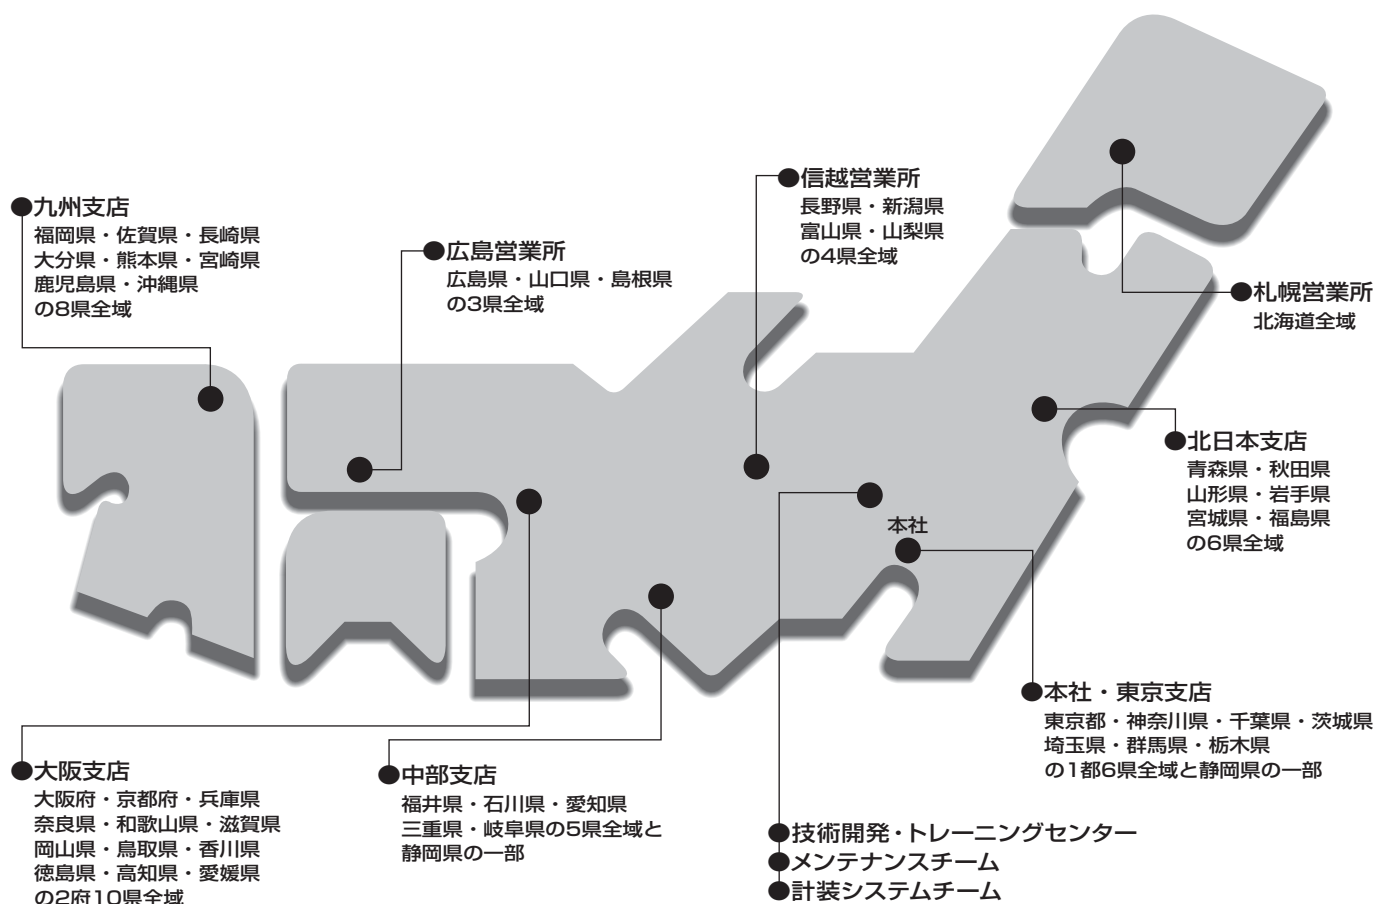 ●九州支店
福岡県・佐賀県・長崎県
大分県・熊本県・宮崎県
鹿児島県・沖縄県
の8県全域
●広島営業所
広島県・山口県・島根県
の3県全域
●信越営業所
長野県・新潟県
富山県・山梨県
の4県全域
●札幌営業所
北海道全域
●北日本支店
青森県・秋田県
山形県・岩手県
宮城県・福島県
の6県全域
本社
●本社・東京支店
東京都・神奈川県・千葉県・茨城県
埼玉県・群馬県・栃木県
の1都6県全域と静岡県の一部
●大阪支店
大阪府・京都府・兵庫県
奈良県・和歌山県・滋賀県
岡山県・鳥取県・香川県
徳島県・高知県・愛媛県
の2府10県全域
●中部支店
福井県・石川県・愛知県
三重県・岐阜県の5県全域と
静岡県の一部
●技術開発・トレーニングセンター
●メンテナンスチーム
●計装システムチーム